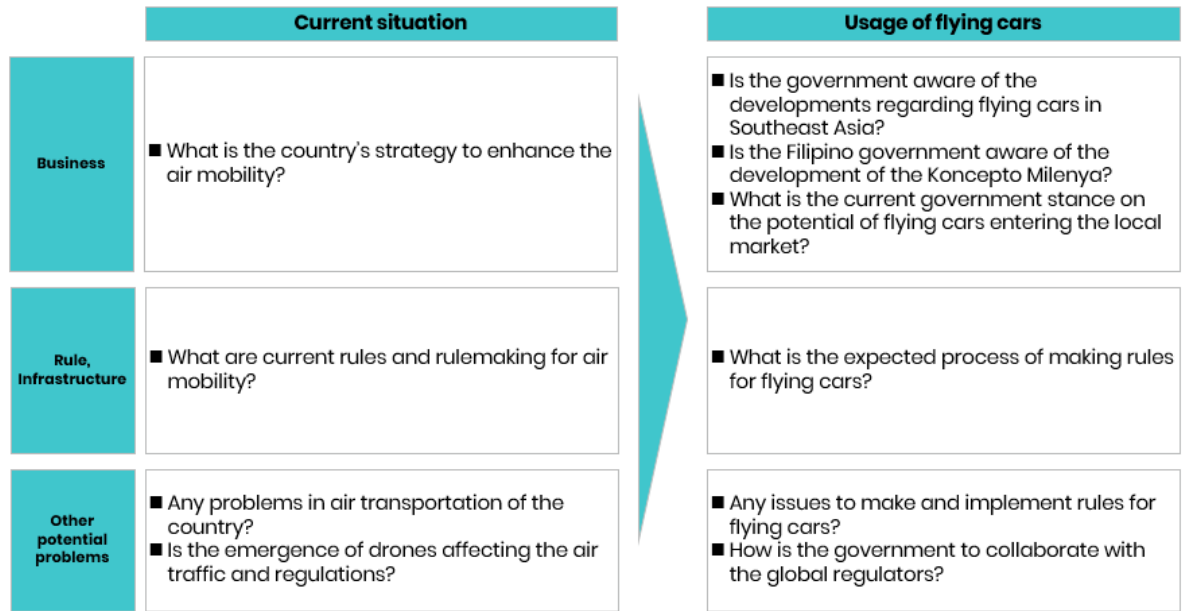 Current situation
Usage of flying cars
Business
■ What is the country's strategy to enhance the
air mobility?
■ Is the government aware of the
developments regarding flying cars in
Southeast Asia?
■ Is the Filipino government aware of the
development of the Koncepto Milenya?
■ What is the current government stance on
the potential of flying cars entering the local
market?
Rule,
Infrastructure
■ What are current rules and rulemaking for air
mobility?
■ What is the expected process of making rules
for flying cars?
Other
potential
problems
■ Any problems in air transportation of the
country?
■ Is the emergence of drones affecting the air
traffic and regulations?
■ Any issues to make and implement rules for
flying cars?
■ How is the government to collaborate with
the global regulators?